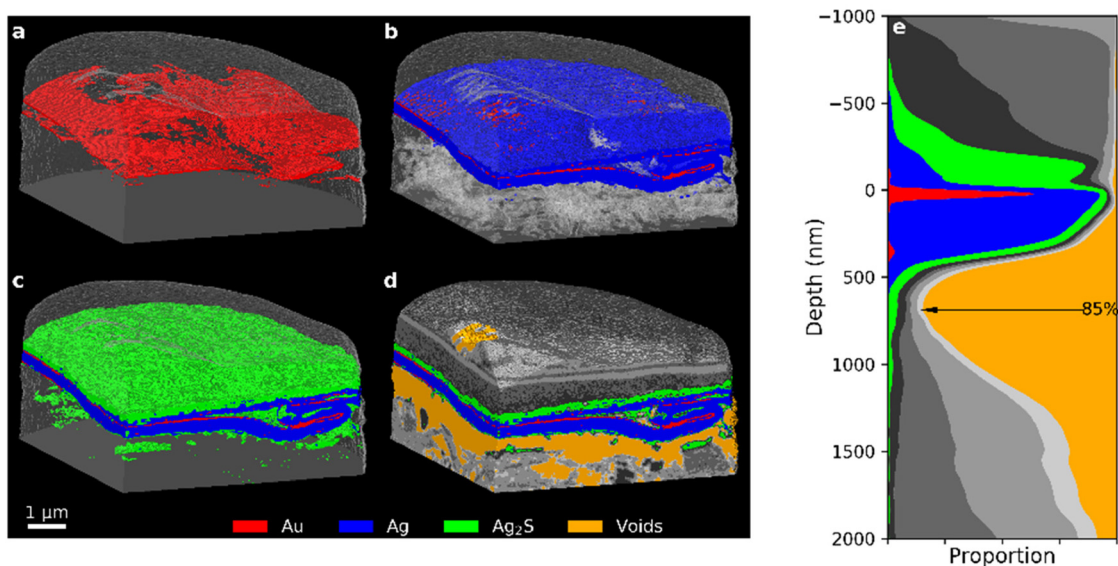 a
b
c
d
1 μm
Au
Ag
Ag₂S
Voids
e
−1000
−500
0
500
1000
1500
2000
Depth (nm)
85%
Proportion